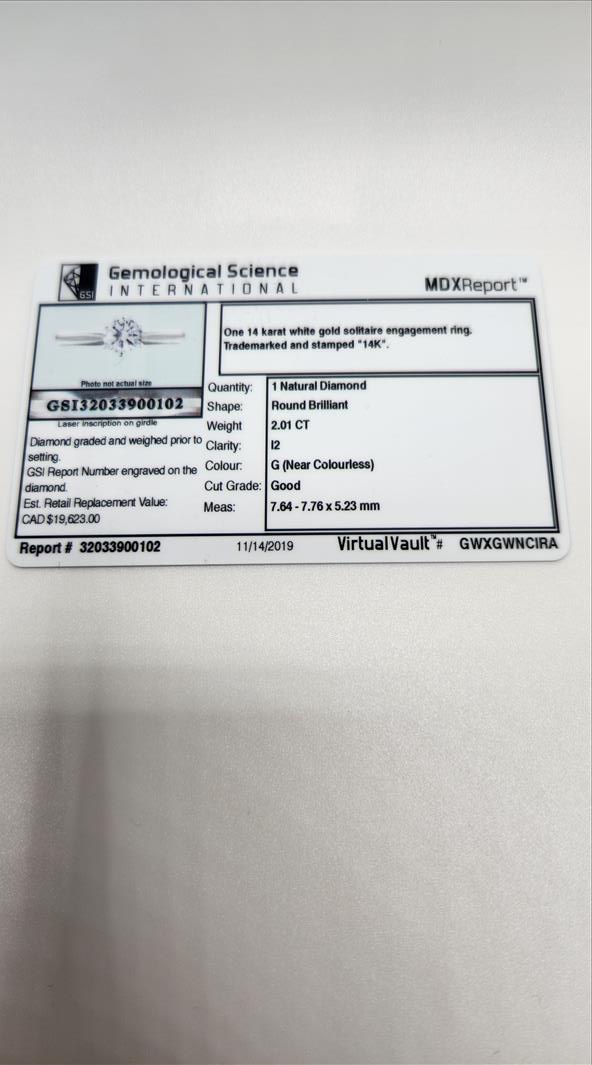 GSI
Gemological Science
INTERNATIONAL
MDXReport™
One 14 karat white gold solitaire engagement ring.
Trademarked and stamped "14K".
Photo not actual size
GSI32033900102
Laser inscription on girdle
Diamond graded and weighed prior to
setting.
GSI Report Number engraved on the
diamond.
Est. Retail Replacement Value:
CAD $19,623.00
Quantity: 1 Natural Diamond
Shape: Round Brilliant
Weight 2.01 CT
Clarity: I2
Colour: G (Near Colourless)
Cut Grade: Good
Meas: 7.64 - 7.76 x 5.23 mm
Report # 32033900102 11/14/2019 VirtualVault™# GWXGWNCIRA